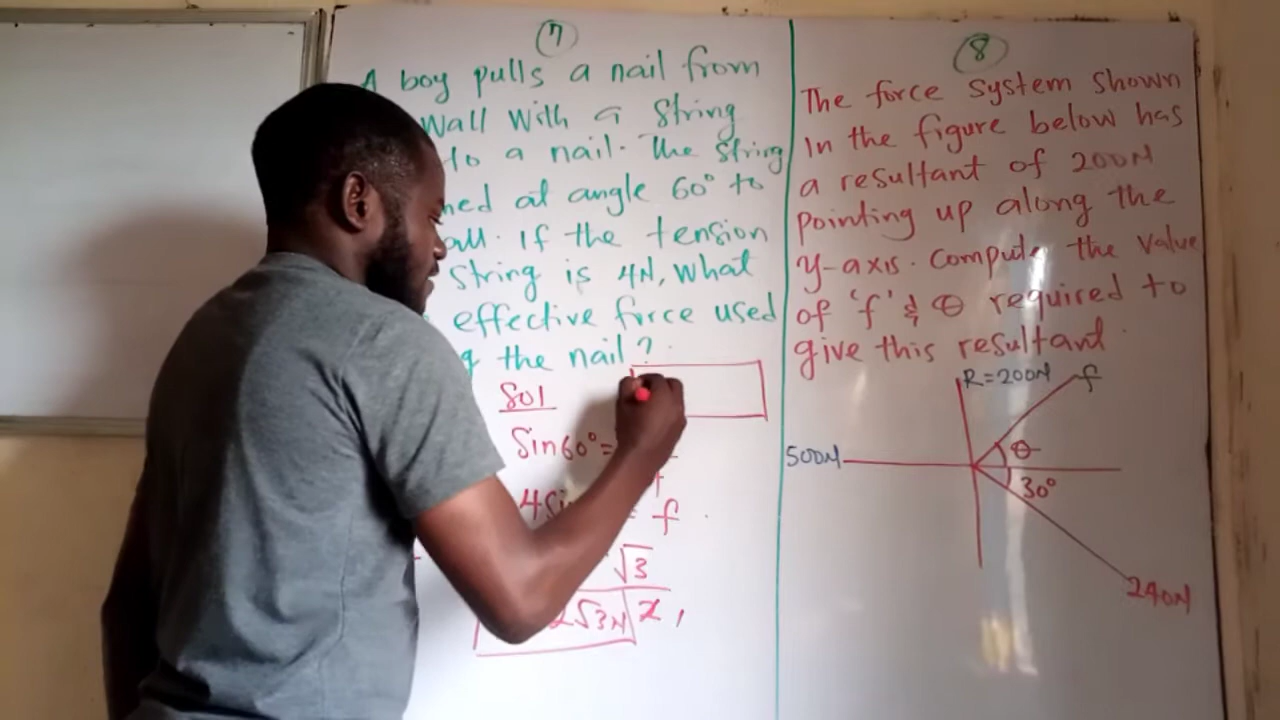 7
A boy pulls a nail from
Wall with a string
to a nail. The string
ned at angle 60° to
all. If the tension
string is 4N, what
effective force used
g the nail?
Sol
Sin60°=
f
√3
2√3N
2
8
The force system shown
in the figure below has
a resultant of 200N
pointing up along the
y-axis. Compute the value
of 'f' & θ required to
give this resultant.
R=200N
f
500N
θ
30°
240N